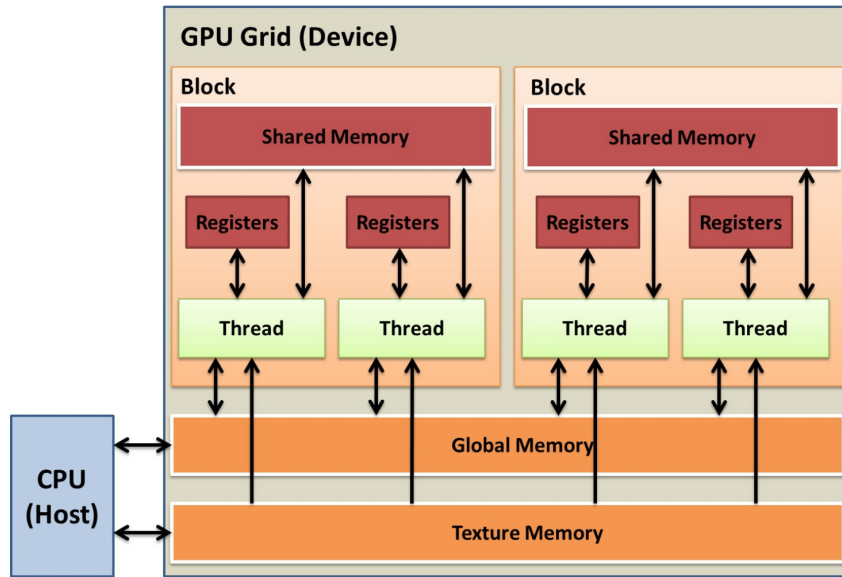 GPU Grid (Device)
Block
Block
Shared Memory
Shared Memory
Registers
Registers
Registers
Registers
Thread
Thread
Thread
Thread
CPU
(Host)
Global Memory
Texture Memory